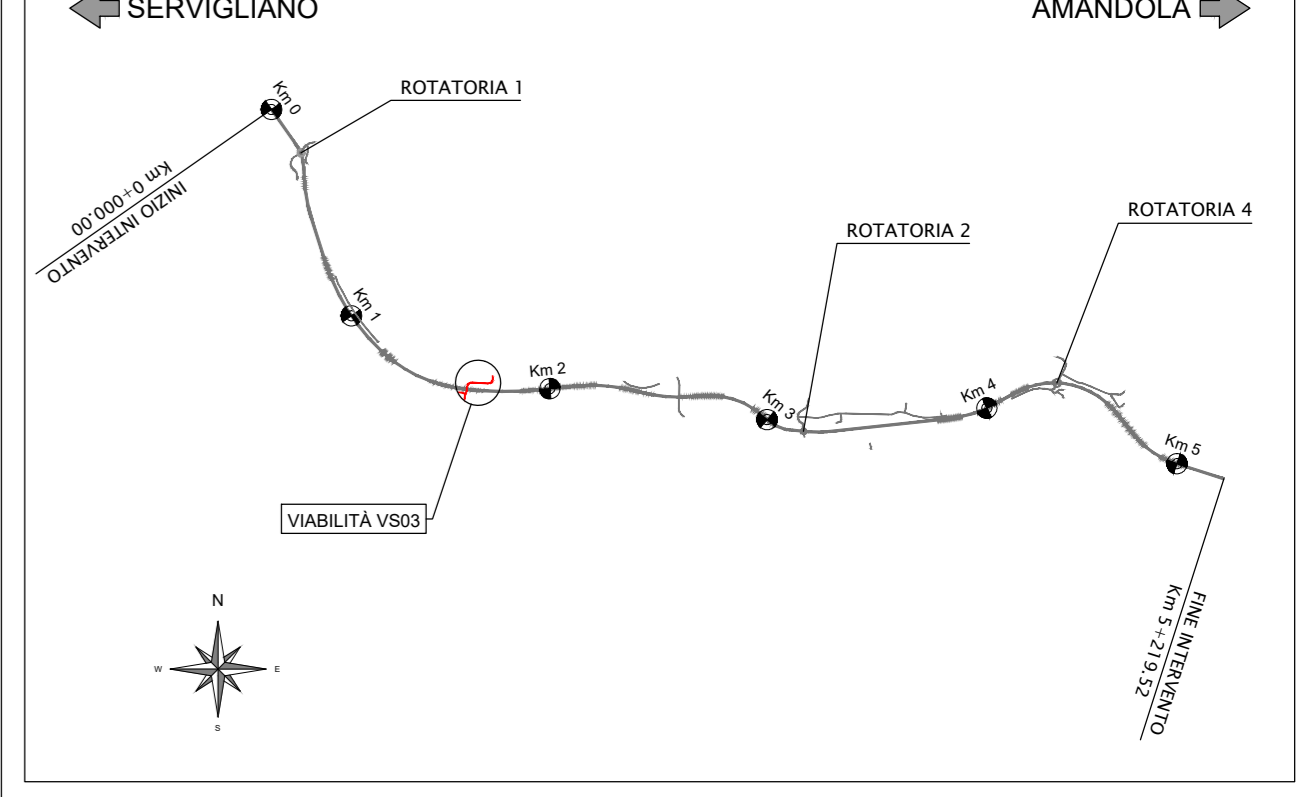 SERVIGLIANO
AMANDOLA
ROTATORIA 1
Km 0
INIZIO INTERVENTO
Km 0+000.00
ROTATORIA 4
ROTATORIA 2
Km 1
Km 2
Km 3
Km 4
Km 5
VIABILITÀ VS03
FINE INTERVENTO
Km 5+219.52
N
W
E
S